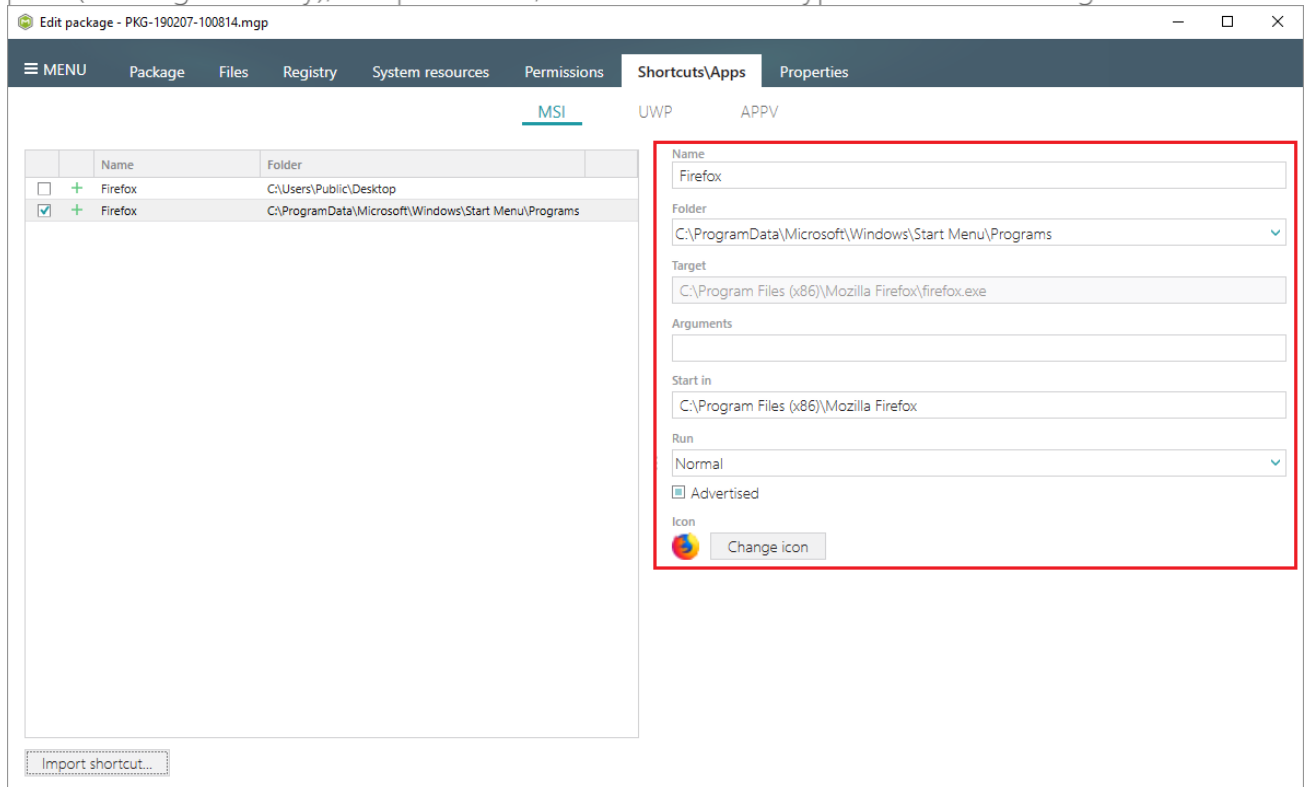 Edit package - PKG-190207-100814.mgp
MENU Package Files Registry System resources Permissions Shortcuts\Apps Properties
MSI UWP APPV
Name Folder
Firefox C:\Users\Public\Desktop
Firefox C:\ProgramData\Microsoft\Windows\Start Menu\Programs
Import shortcut...
Name
Firefox
Folder
C:\ProgramData\Microsoft\Windows\Start Menu\Programs
Target
C:\Program Files (x86)\Mozilla Firefox\firefox.exe
Arguments
Start in
C:\Program Files (x86)\Mozilla Firefox
Run
Normal
Advertised
Icon
Change icon